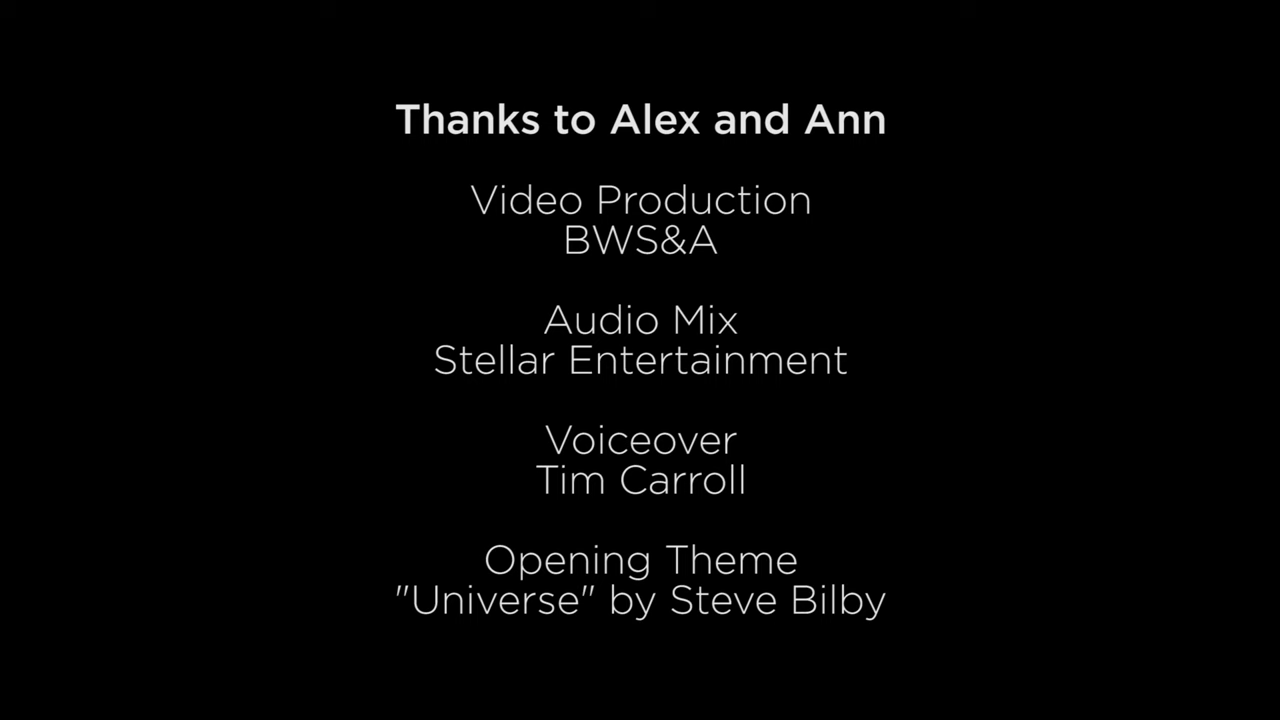 Thanks to Alex and Ann
Video Production
BWS&A
Audio Mix
Stellar Entertainment
Voiceover
Tim Carroll
Opening Theme
"Universe" by Steve Bilby